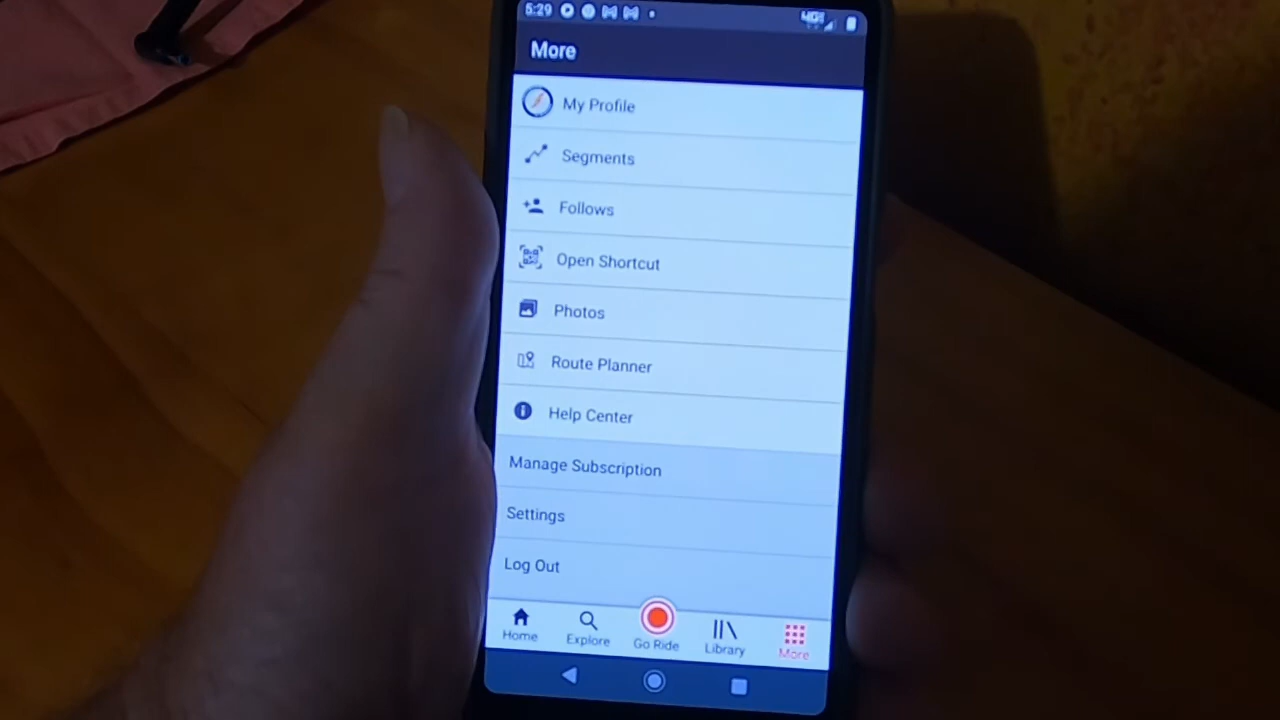 5:29
4G
More
My Profile
Segments
Follows
Open Shortcut
Photos
Route Planner
Help Center
Manage Subscription
Settings
Log Out
Home
Explore
Go Ride
Library
More